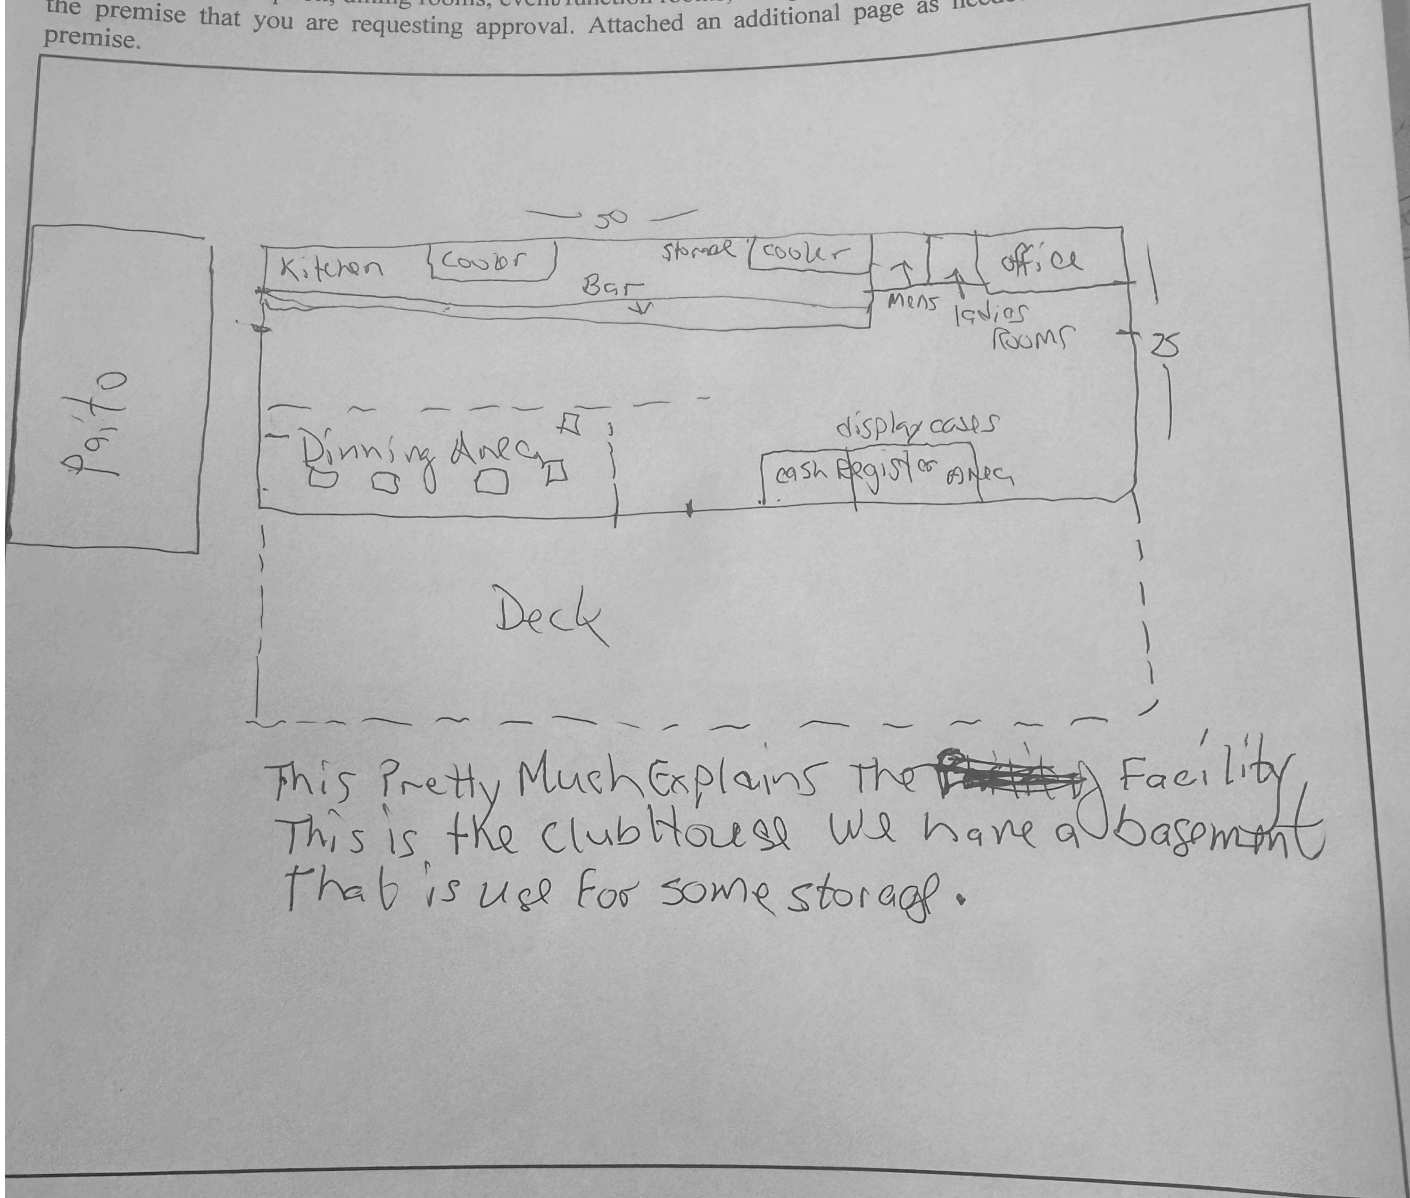 the premise that you are requesting approval. Attached an additional page as
premise.
50
Kitchen
Cooler
Storage
Cooler
office
Bar
Mens
ladies
Rooms
25
Paito
Dinning Area
display cases
cash Register Area
Deck
This Pretty Much Explains The Facility
This is the clubHouse We have a basement
that is use For some storage.